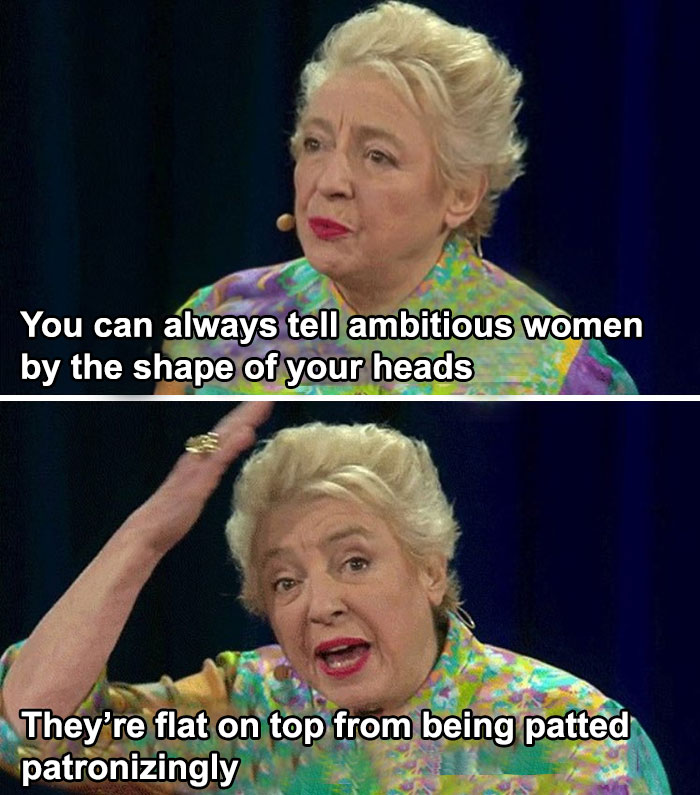 You can always tell ambitious women
by the shape of your heads
They're flat on top from being patted
patronizingly